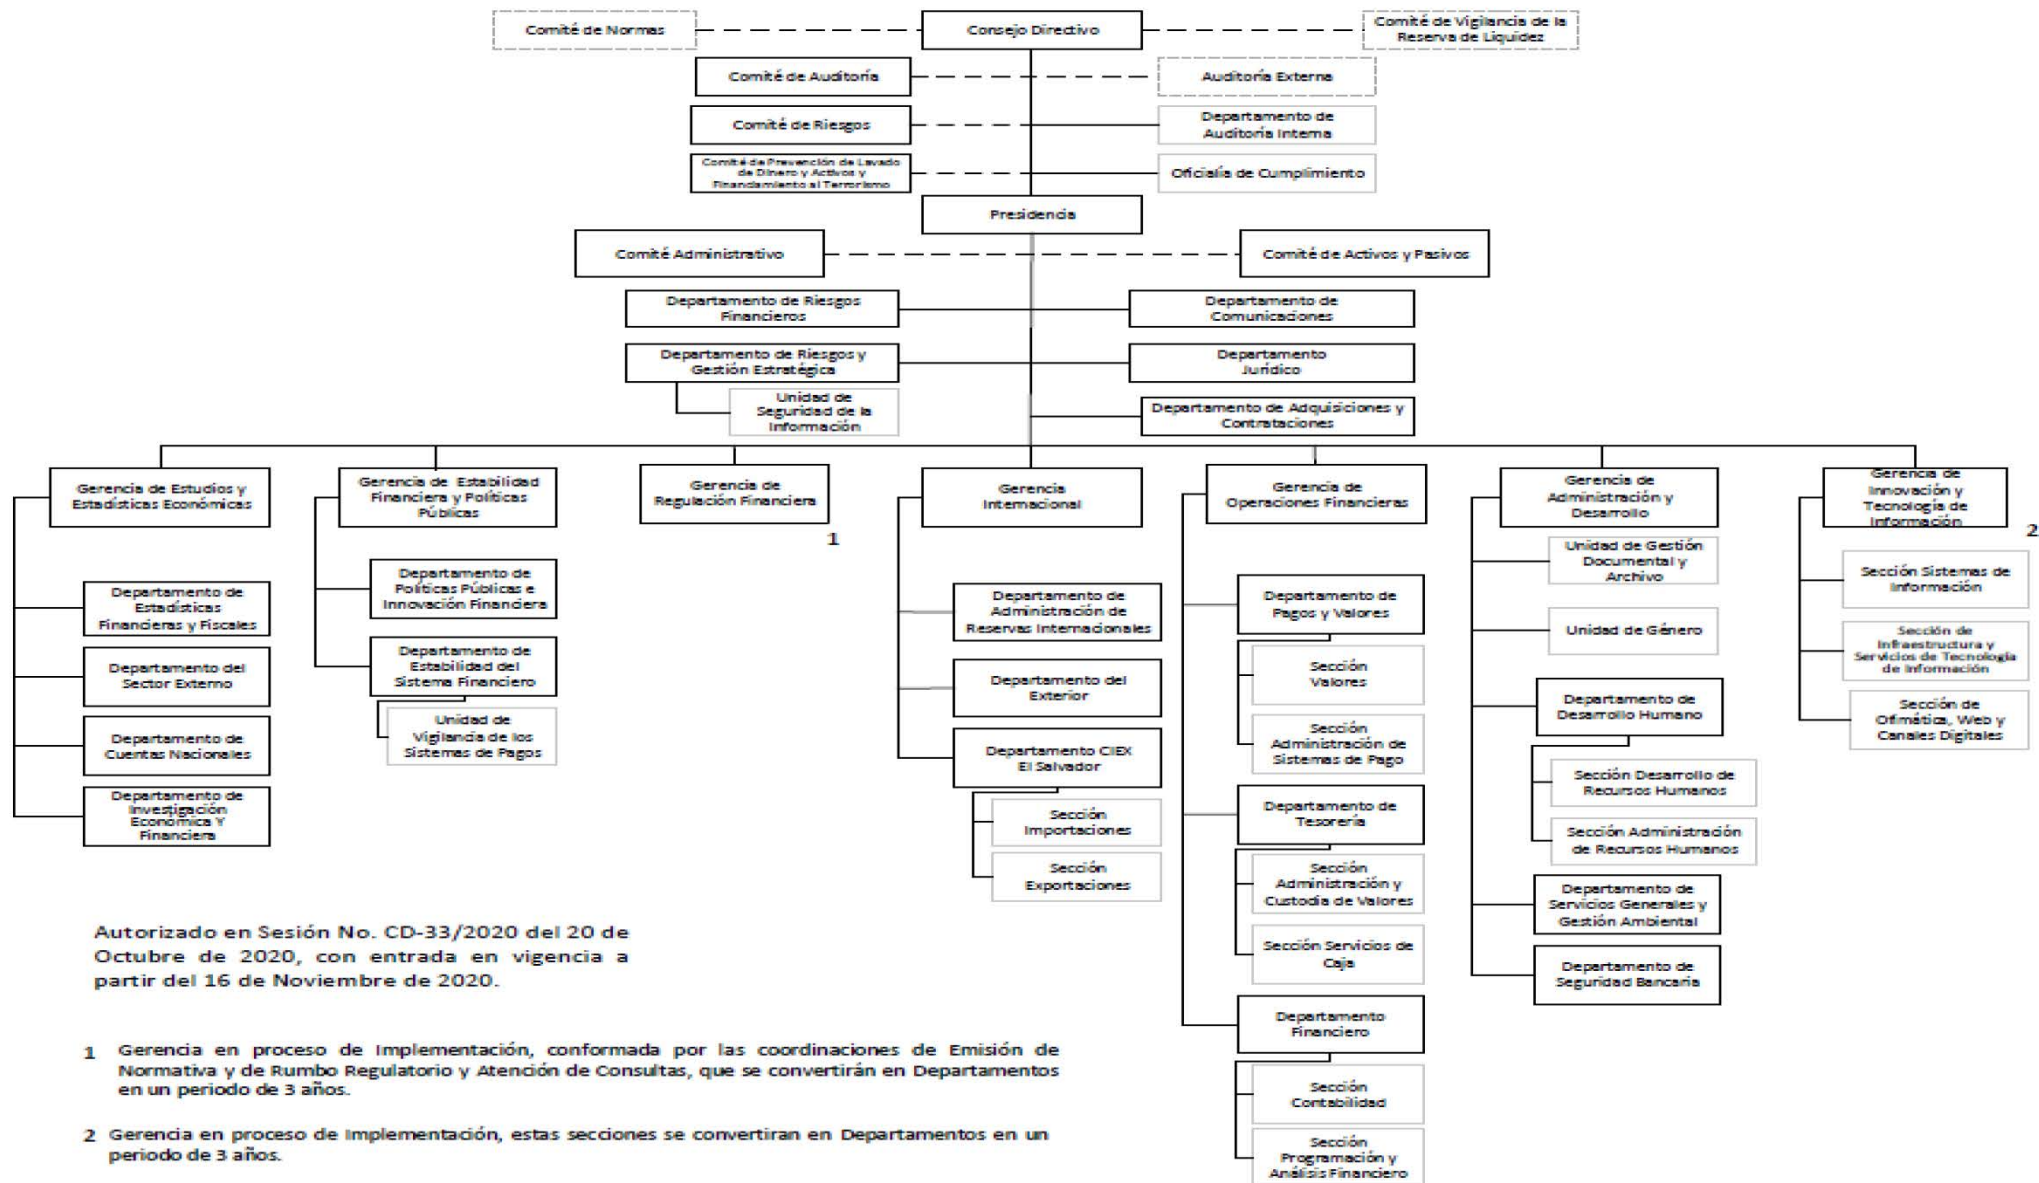 Comité de Normas
Consejo Directivo
Comité de Vigilancia de la
Reserva de Liquidez
Comité de Auditoría
Auditoría Externa
Comité de Riesgos
Departamento de
Auditoría Interna
Comité de Prevención de Lavado
de Dinero y Activos y
Financiamiento al Terrorismo
Oficialía de Cumplimiento
Presidencia
Comité Administrativo
Comité de Activos y Pasivos
Departamento de Riesgos
Financieros
Departamento de
Comunicaciones
Departamento de Riesgos y
Gestión Estratégica
Departamento
Jurídico
Unidad de
Seguridad de la
Información
Departamento de Adquisiciones y
Contrataciones
Gerencia de Estudios y
Estadísticas Económicas
Departamento de
Estadísticas
Financieras y Fiscales
Departamento del
Sector Externo
Departamento de
Cuentas Nacionales
Departamento de
Investigación
Económica Y
Financiera
Gerencia de Estabilidad
Financiera y Políticas
Públicas
Departamento de
Políticas Públicas e
Innovación Financiera
Departamento de
Estabilidad del
Sistema Financiero
Unidad de
Vigilancia de los
Sistemas de Pagos
Gerencia de
Regulación Financiera
1
Gerencia
Internacional
Departamento de
Administración de
Reservas Internacionales
Departamento del
Exterior
Departamento CIEX
El Salvador
Sección
Importaciones
Sección
Exportaciones
Gerencia de
Operaciones Financieras
Departamento de
Pagos y Valores
Sección
Valores
Sección
Administración de
Sistemas de Pago
Departamento de
Tesorería
Sección
Administración y
Custodia de Valores
Sección Servicios de
Caja
Departamento
Financiero
Sección
Contabilidad
Sección
Programación y
Análisis Financiero
Gerencia de
Administración y
Desarrollo
Unidad de Gestión
Documental y
Archivo
Unidad de Género
Departamento de
Desarrollo Humano
Sección Desarrollo de
Recursos Humanos
Sección Administración
de Recursos Humanos
Departamento de
Servicios Generales y
Gestión Ambiental
Departamento de
Seguridad Bancaria
Gerencia de
Innovación y
Tecnología de
Información
2
Sección Sistemas de
Información
Sección de
Infraestructura y
Servicios de Tecnología
de Información
Sección de
Ofimática, Web y
Canales Digitales
Autorizado en Sesión No. CD-33/2020 del 20 de
Octubre de 2020, con entrada en vigencia a
partir del 16 de Noviembre de 2020.
1 Gerencia en proceso de Implementación, conformada por las coordinaciones de Emisión de
Normativa y de Rumbo Regulatorio y Atención de Consultas, que se convertirán en Departamentos
en un periodo de 3 años.
2 Gerencia en proceso de Implementación, estas secciones se convertiran en Departamentos en un
periodo de 3 años.